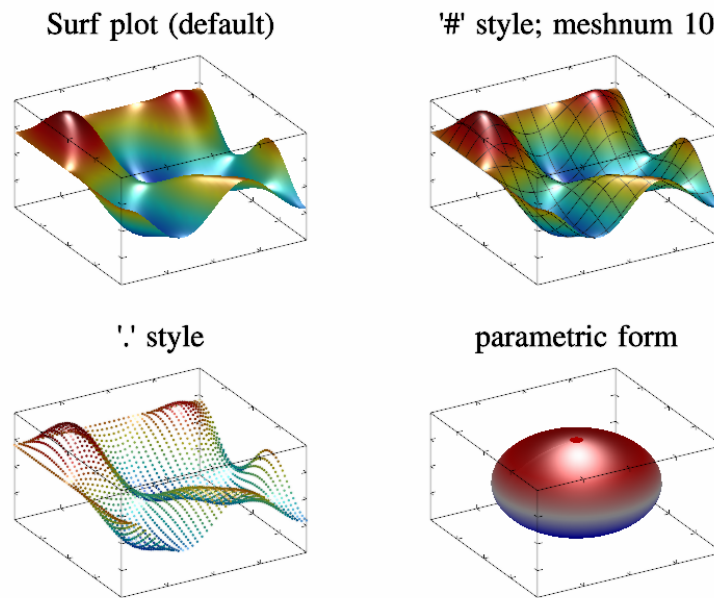 Surf plot (default)
'#' style; meshnum 10
'.' style
parametric form